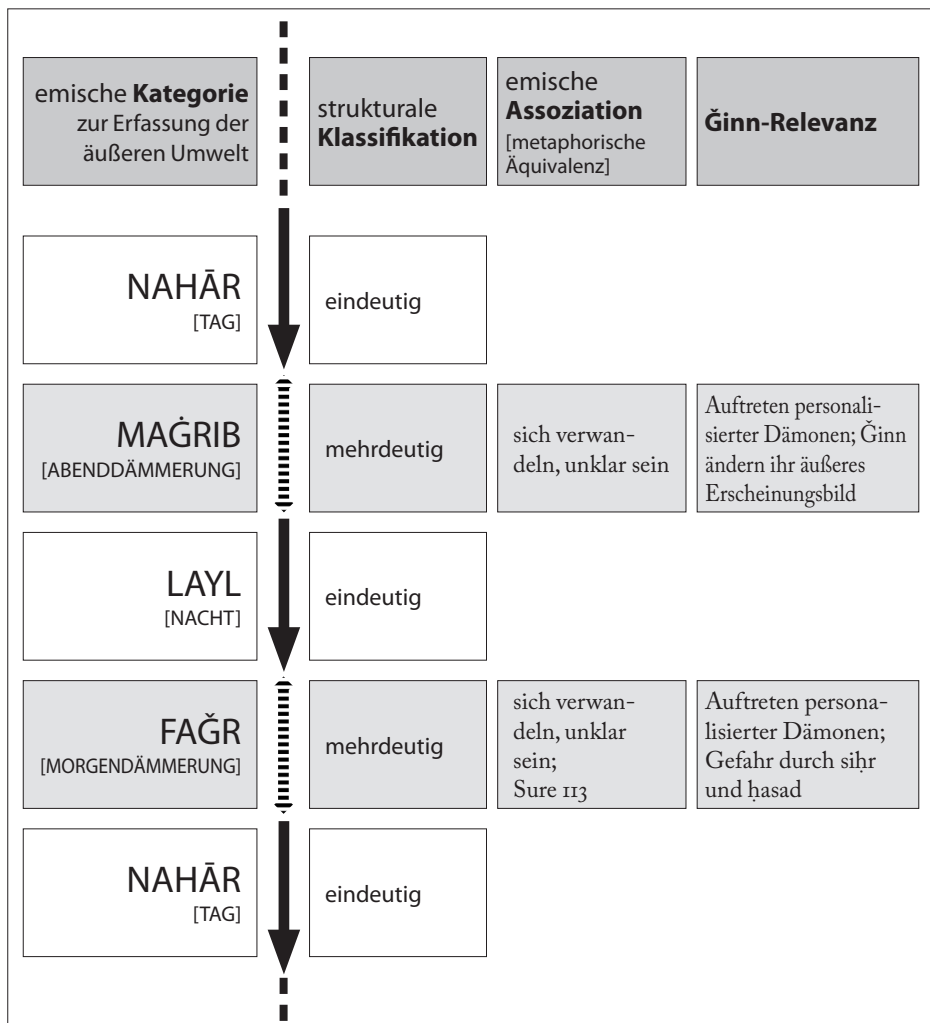 emische Kategorie
zur Erfassung der
äußeren Umwelt
strukturale
Klassifikation
emische
Assoziation
[metaphorische
Äquivalenz]
Ǧinn-Relevanz
NAHĀR
[TAG]
eindeutig
MAĠRIB
[ABENDDÄMMERUNG]
mehrdeutig
sich verwan-
deln, unklar sein
Auftreten personali-
sierter Dämonen; Ǧinn
ändern ihr äußeres
Erscheinungsbild
LAYL
[NACHT]
eindeutig
FAǦR
[MORGENDÄMMERUNG]
mehrdeutig
sich verwan-
deln, unklar
sein;
Sure 113
Auftreten persona-
lisierter Dämonen;
Gefahr durch siḥr
und ḥasad
NAHĀR
[TAG]
eindeutig